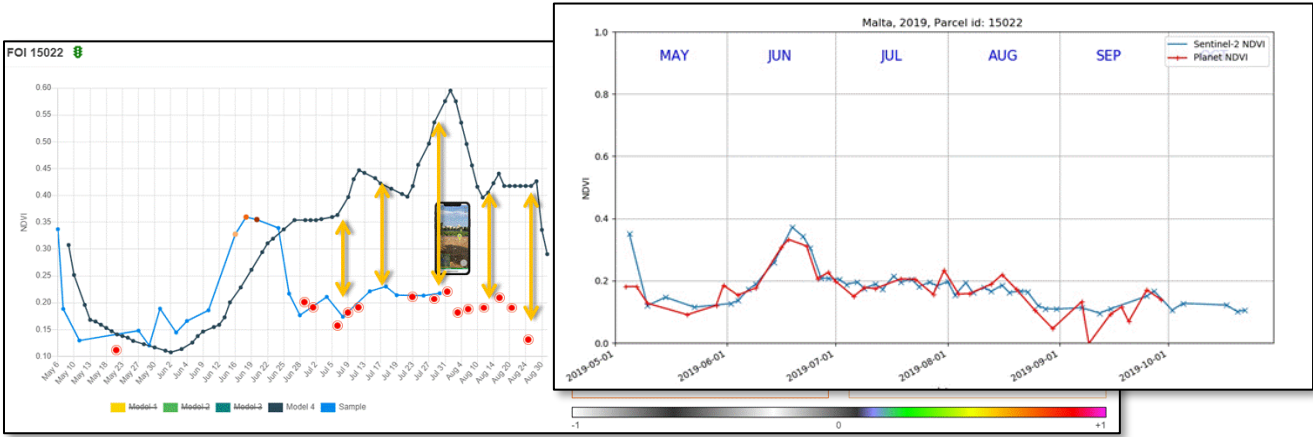 FOI 15022
NDVI
0.60
0.55
0.50
0.45
0.40
0.35
0.30
0.25
0.20
0.15
0.10
May 6
May 10
May 13
May 18
May 23
May 27
May 30
Jun 2
Jun 4
Jun 9
Jun 12
Jun 16
Jun 19
Jun 22
Jun 25
Jun 28
Jul 2
Jul 5
Jul 9
Jul 13
Jul 17
Jul 19
Jul 23
Jul 27
Jul 31
Aug 4
Aug 10
Aug 14
Aug 20
Aug 24
Aug 30
Model 1
Model 2
Model 3
Model 4
Sample
Malta, 2019, Parcel id: 15022
NDVI
1.0
0.8
0.6
0.4
0.2
0.0
MAY
JUN
JUL
AUG
SEP
Sentinel-2 NDVI
Planet NDVI
2019-05-01
2019-06-01
2019-07-01
2019-08-01
2019-09-01
2019-10-01
-1
0
+1